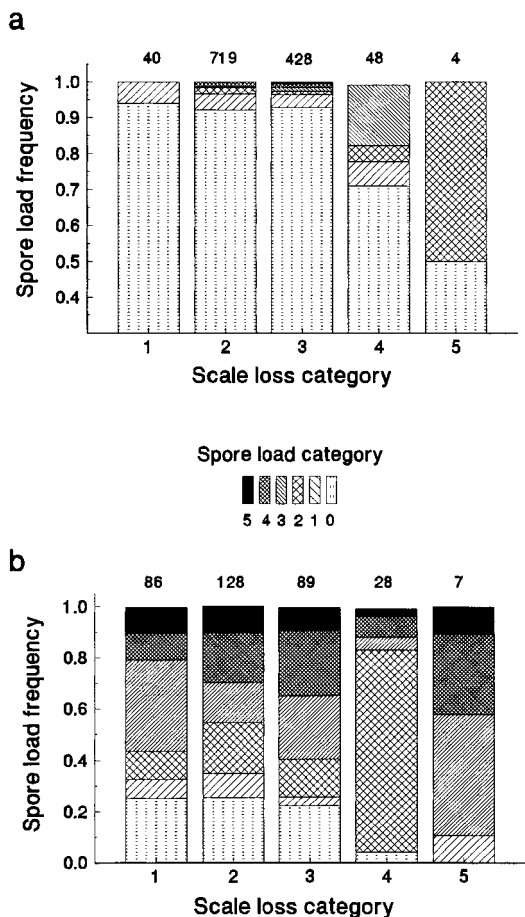 a
40 719 428 48 4
1.0
0.9
0.8
0.7
0.6
0.5
0.4
Spore load frequency
1 2 3 4 5
Scale loss category
Spore load category
5 4 3 2 1 0
b
86 128 89 28 7
1.0
0.8
0.6
0.4
0.2
0.0
Spore load frequency
1 2 3 4 5
Scale loss category